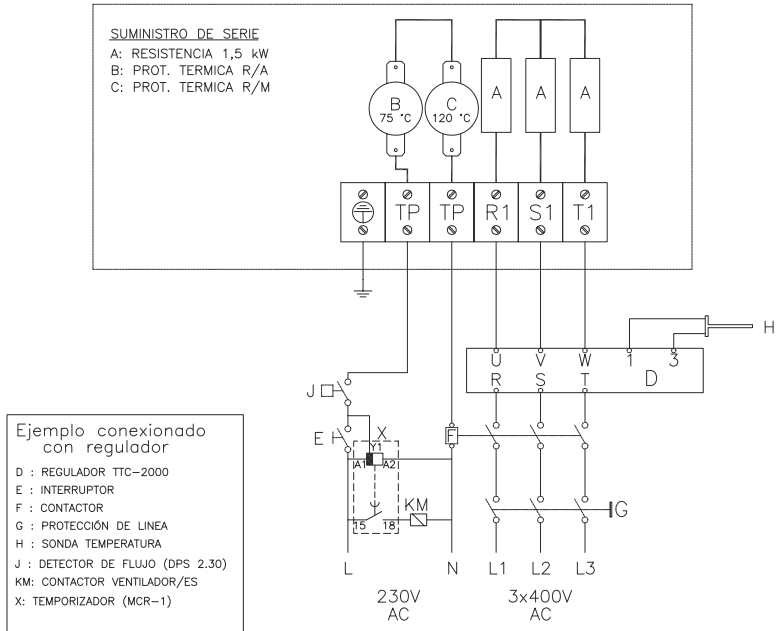 SUMINISTRO DE SERIE
A: RESISTENCIA 1,5 kW
B: PROT. TERMICA R/A
C: PROT. TERMICA R/M
B
75 °C
C
120 °C
A
A
A
TP
TP
R1
S1
T1
H
U
V
W
1
3
R
S
T
D
J
E
X
Y1
A1
A2
F
KM
15
18
G
L
N
L1
L2
L3
230V
AC
3x400V
AC
Ejemplo conexionado
con regulador
D : REGULADOR TTC-2000
E : INTERRUPTOR
F : CONTACTOR
G : PROTECCIÓN DE LINEA
H : SONDA TEMPERATURA
J : DETECTOR DE FLUJO (DPS 2.30)
KM: CONTACTOR VENTILADOR/ES
X: TEMPORIZADOR (MCR-1)